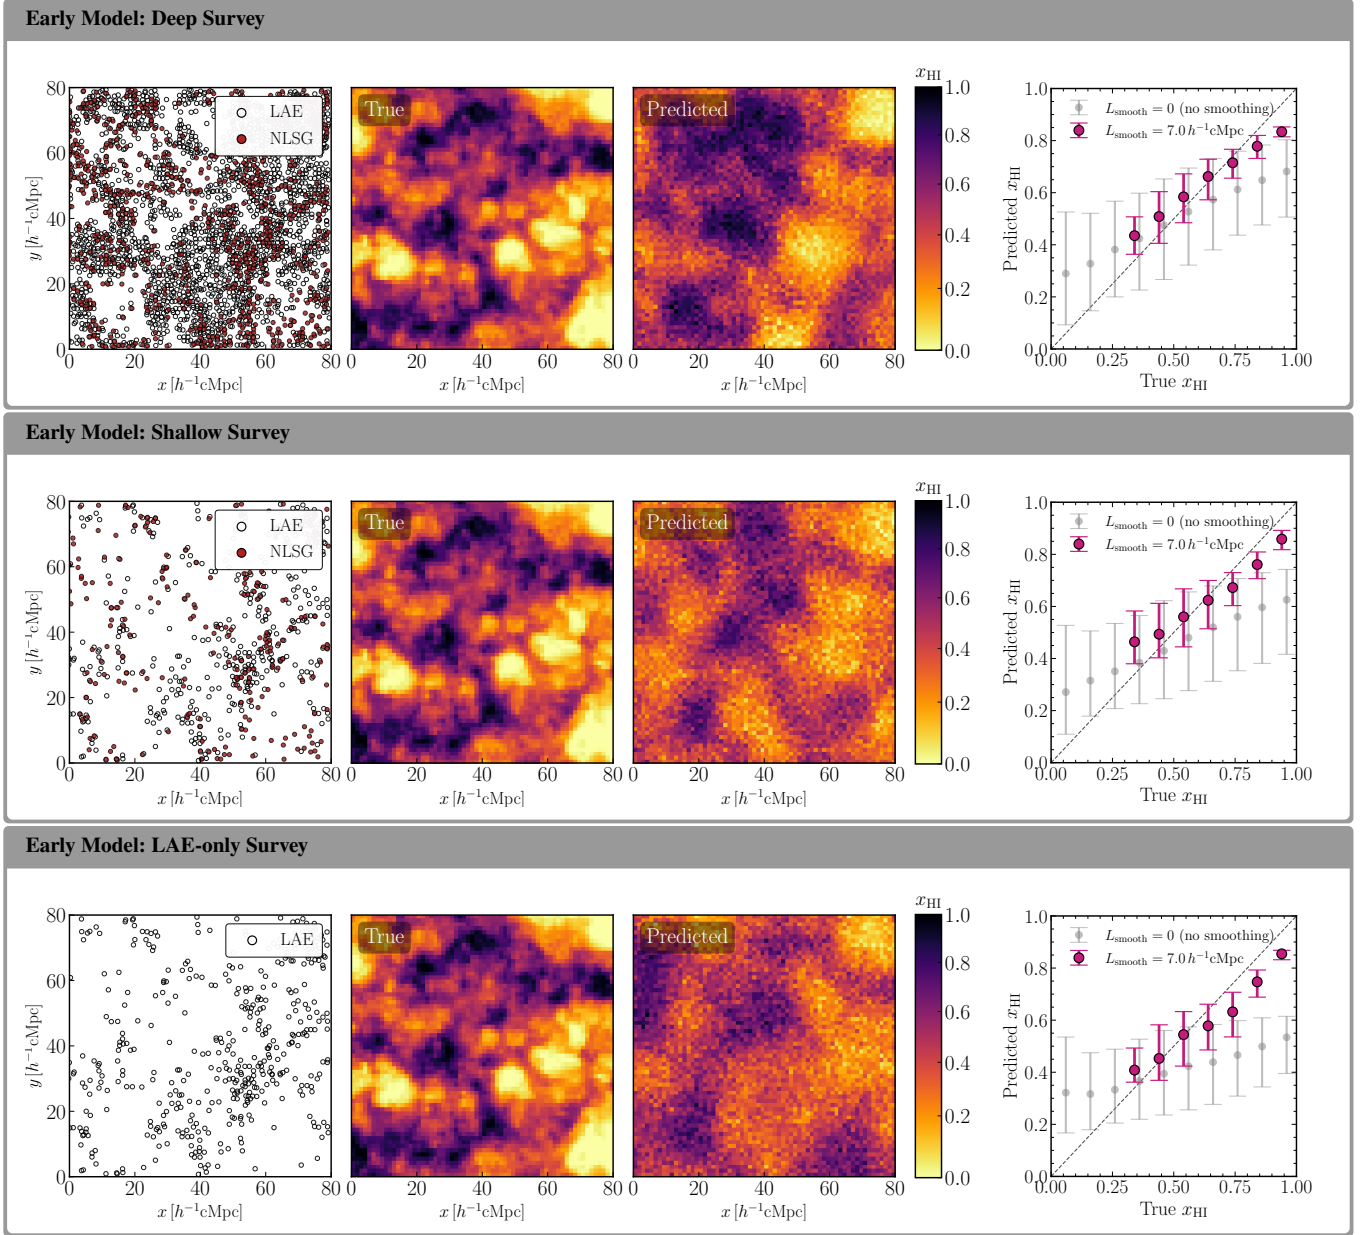 Early Model: Deep Survey
LAE
NLSG
True
Predicted
x_HI
L_smooth = 0 (no smoothing)
L_smooth = 7.0 h⁻¹cMpc
80
60
40
20
0
y [h⁻¹cMpc]
0 20 40 60 80
x [h⁻¹cMpc]
0 20 40 60 80
x [h⁻¹cMpc]
0 20 40 60 80
x [h⁻¹cMpc]
1.0
0.8
0.6
0.4
0.2
0.0
Predicted x_HI
1.0
0.8
0.6
0.4
0.2
0.0
0.00 0.25 0.50 0.75 1.00
True x_HI
Early Model: Shallow Survey
LAE
NLSG
True
Predicted
x_HI
L_smooth = 0 (no smoothing)
L_smooth = 7.0 h⁻¹cMpc
80
60
40
20
0
y [h⁻¹cMpc]
0 20 40 60 80
x [h⁻¹cMpc]
0 20 40 60 80
x [h⁻¹cMpc]
0 20 40 60 80
x [h⁻¹cMpc]
1.0
0.8
0.6
0.4
0.2
0.0
Predicted x_HI
1.0
0.8
0.6
0.4
0.2
0.0
0.00 0.25 0.50 0.75 1.00
True x_HI
Early Model: LAE-only Survey
LAE
True
Predicted
x_HI
L_smooth = 0 (no smoothing)
L_smooth = 7.0 h⁻¹cMpc
80
60
40
20
0
y [h⁻¹cMpc]
0 20 40 60 80
x [h⁻¹cMpc]
0 20 40 60 80
x [h⁻¹cMpc]
0 20 40 60 80
x [h⁻¹cMpc]
1.0
0.8
0.6
0.4
0.2
0.0
Predicted x_HI
1.0
0.8
0.6
0.4
0.2
0.0
0.00 0.25 0.50 0.75 1.00
True x_HI